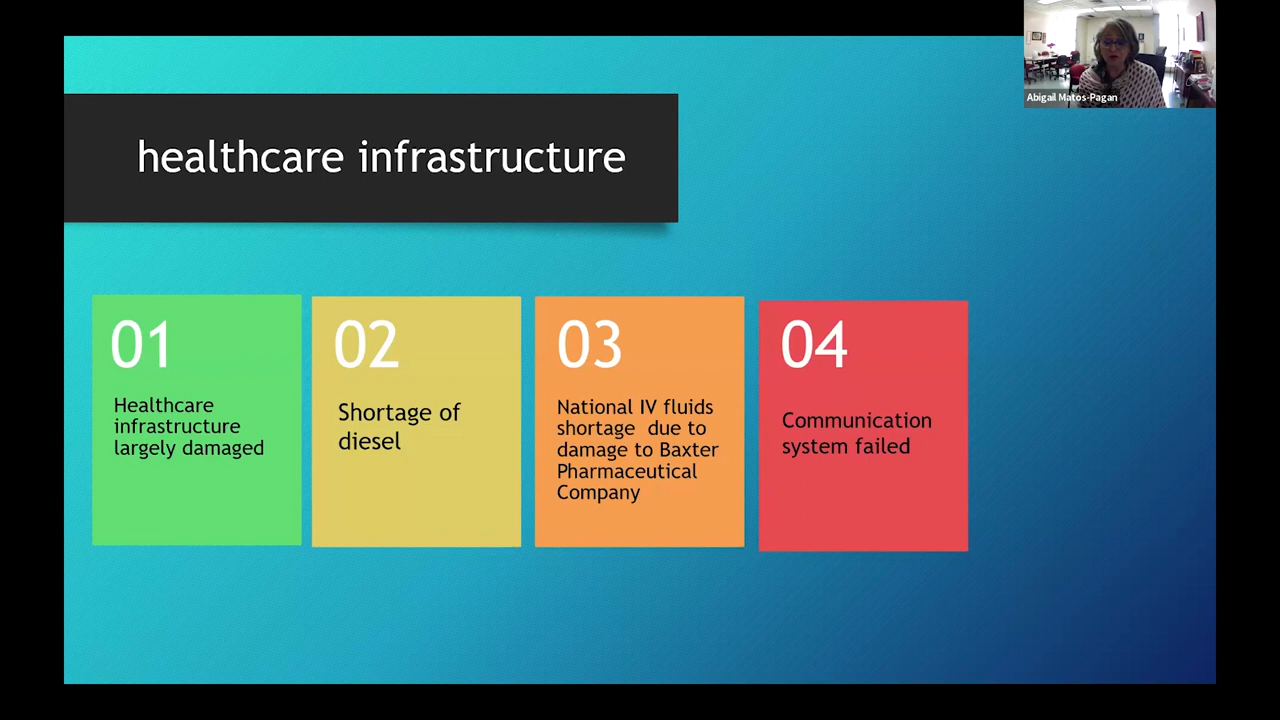 Abigail Matos-Pagan
healthcare infrastructure
01
Healthcare
infrastructure
largely damaged
02
Shortage of
diesel
03
National IV fluids
shortage due to
damage to Baxter
Pharmaceutical
Company
04
Communication
system failed